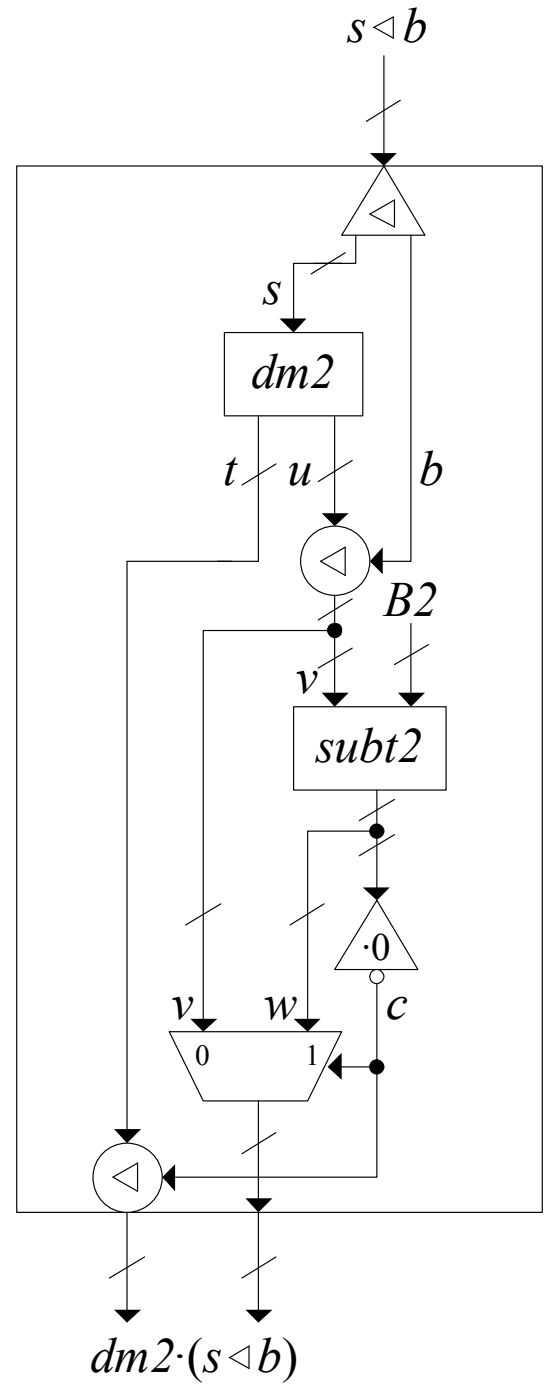 s ◁ b
◁
s
dm2
t u b
◁
B2
v
subt2
·0
v w c
0 1
◁
dm2·(s ◁ b)